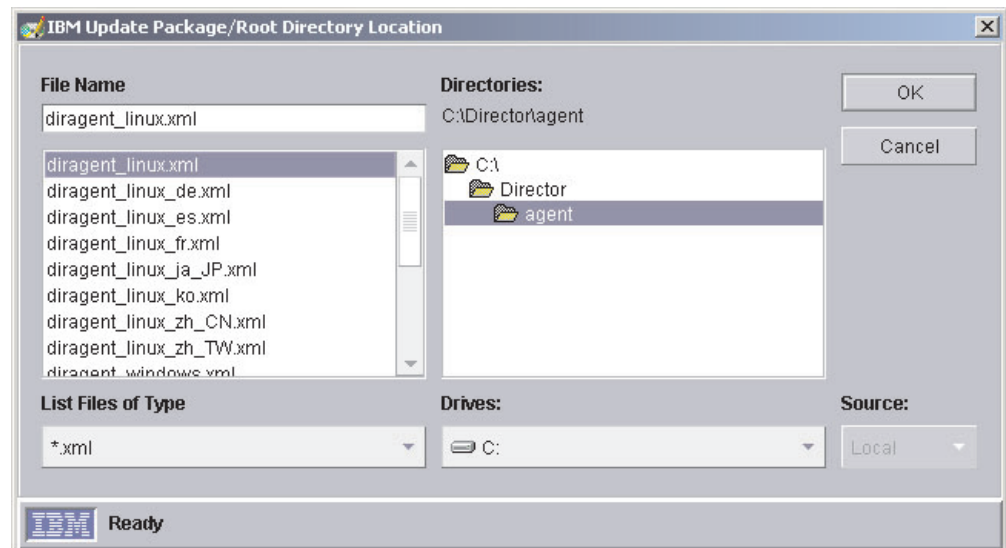 IBM Update Package/Root Directory Location
File Name
diragent_linux.xml
diragent_linux.xml
diragent_linux_de.xml
diragent_linux_es.xml
diragent_linux_fr.xml
diragent_linux_ja_JP.xml
diragent_linux_ko.xml
diragent_linux_zh_CN.xml
diragent_linux_zh_TW.xml
diragent_windows.xml
List Files of Type
*.xml
Directories:
C:\Director\agent
C:\
Director
agent
Drives:
C:
OK
Cancel
Source:
Local
IBM
Ready